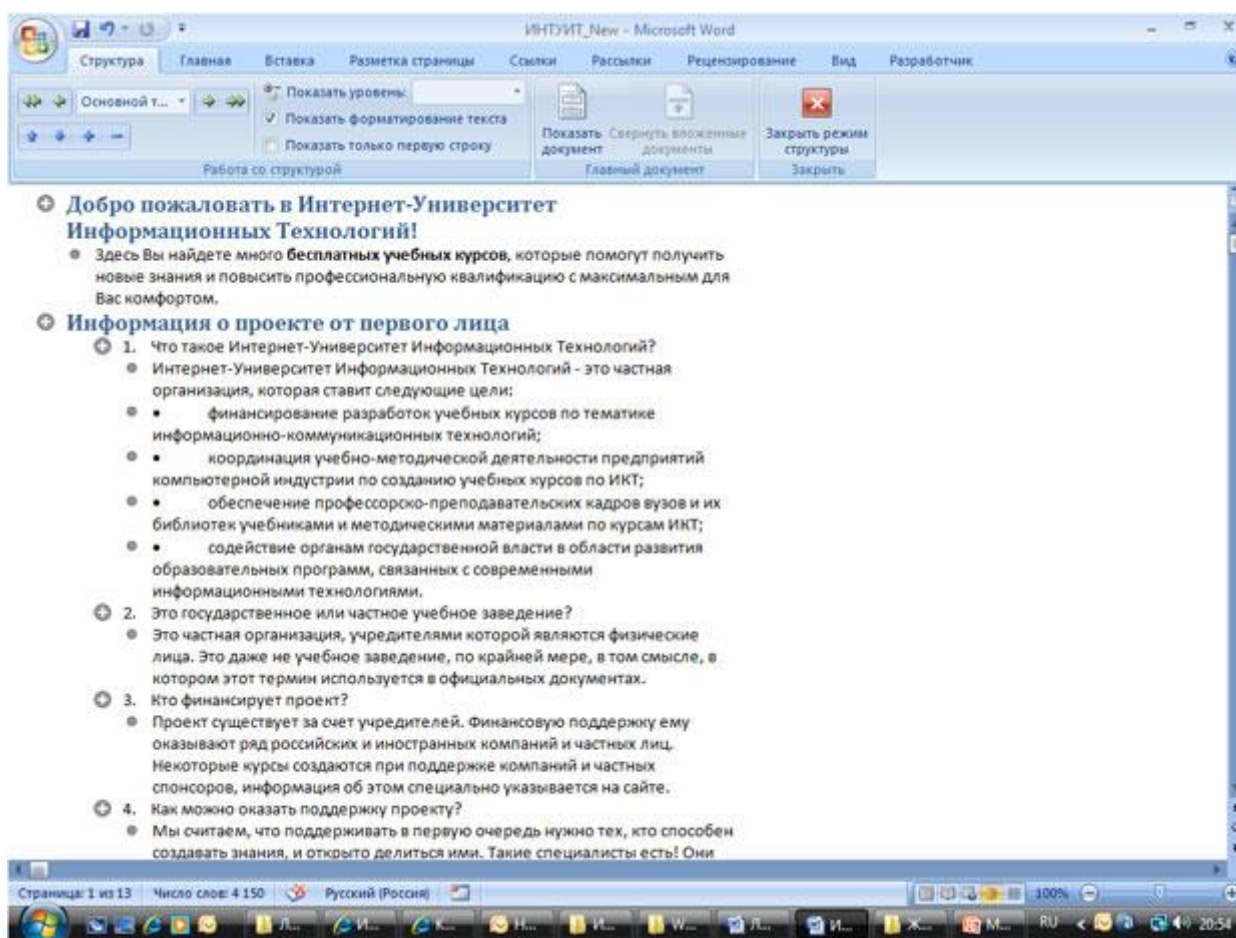 ИНТУИТ_New - Microsoft Word
Структура Главная Вставка Разметка страницы Ссылки Рассылки Рецензирование Вид Разработчик
Основной т...
Показать уровень:
Показать форматирование текста
Показать только первую строку
Показать документ
Свернуть вложенные документы
Закрыть режим структуры
Работа со структурой Главный документ Закрыть
Добро пожаловать в Интернет-Университет
Информационных Технологий!
Здесь Вы найдете много бесплатных учебных курсов, которые помогут получить
новые знания и повысить профессиональную квалификацию с максимальным для
Вас комфортом.
Информация о проекте от первого лица
1. Что такое Интернет-Университет Информационных Технологий?
Интернет-Университет Информационных Технологий - это частная
организация, которая ставит следующие цели:
• финансирование разработок учебных курсов по тематике
информационно-коммуникационных технологий;
• координация учебно-методической деятельности предприятий
компьютерной индустрии по созданию учебных курсов по ИКТ;
• обеспечение профессорско-преподавательских кадров вузов и их
библиотек учебниками и методическими материалами по курсам ИКТ;
• содействие органам государственной власти в области развития
образовательных программ, связанных с современными
информационными технологиями.
2. Это государственное или частное учебное заведение?
Это частная организация, учредителями которой являются физические
лица. Это даже не учебное заведение, по крайней мере, в том смысле, в
котором этот термин используется в официальных документах.
3. Кто финансирует проект?
Проект существует за счет учредителей. Финансовую поддержку ему
оказывают ряд российских и иностранных компаний и частных лиц.
Некоторые курсы создаются при поддержке компаний и частных
спонсоров, информация об этом специально указывается на сайте.
4. Как можно оказать поддержку проекту?
Мы считаем, что поддерживать в первую очередь нужно тех, кто способен
создавать знания, и открыто делиться ими. Такие специалисты есть! Они
Страница: 1 из 13 Число слов: 4 150 Русский (Россия) 100%
Л... И... К... Н... И... W... Л... И... Ж... М... RU 20:54